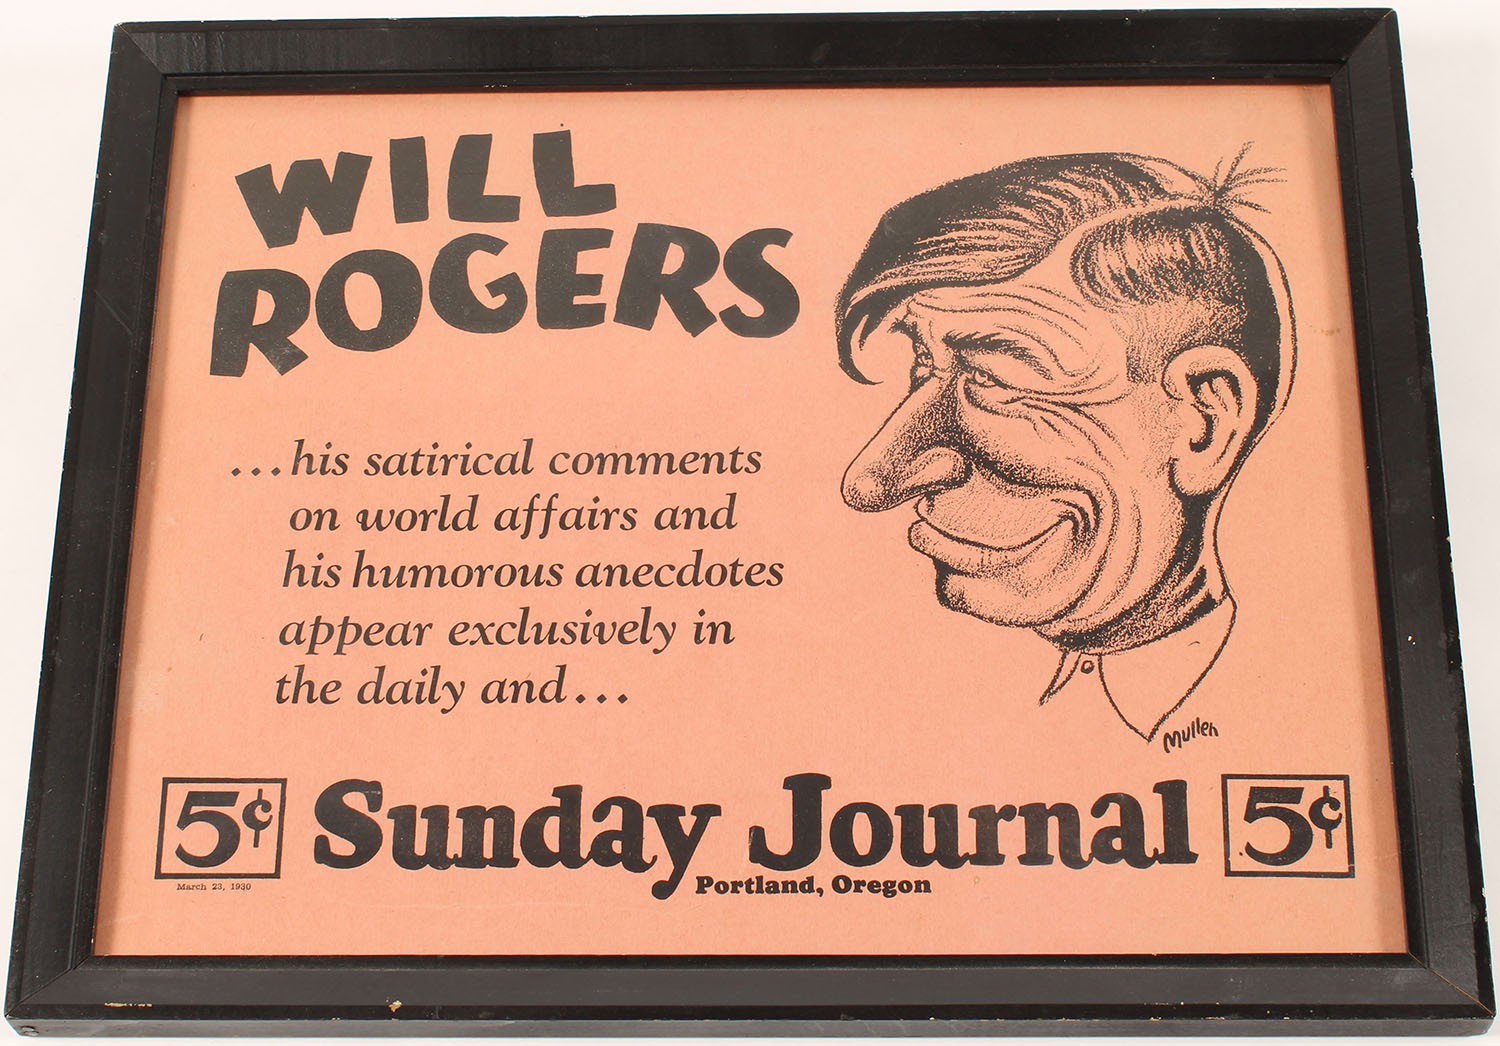 WILL
ROGERS
...his satirical comments
on world affairs and
his humorous anecdotes
appear exclusively in
the daily and...
Mullen
5¢ Sunday Journal 5¢
March 23, 1930
Portland, Oregon